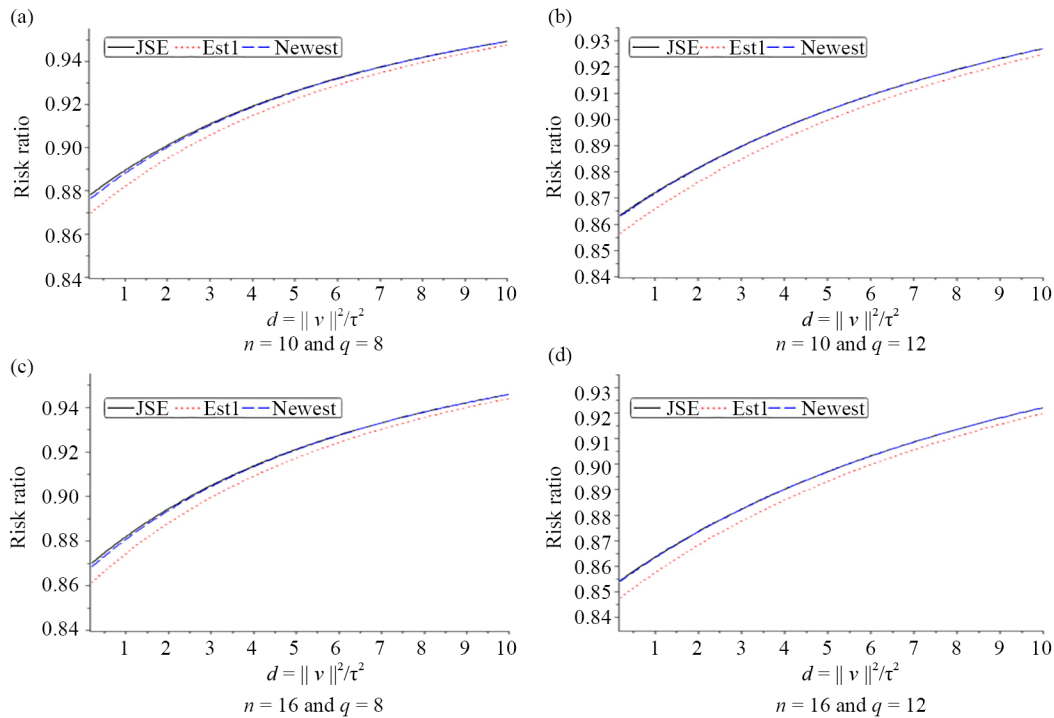 (a)
JSE Est1 Newest
0.94
0.92
0.90
0.88
0.86
0.84
Risk ratio
1 2 3 4 5 6 7 8 9 10
d = || v ||²/τ²
n = 10 and q = 8
(b)
JSE Est1 Newest
0.93
0.92
0.91
0.90
0.89
0.88
0.87
0.86
0.85
0.84
Risk ratio
1 2 3 4 5 6 7 8 9 10
d = || v ||²/τ²
n = 10 and q = 12
(c)
JSE Est1 Newest
0.94
0.92
0.90
0.88
0.86
0.84
Risk ratio
1 2 3 4 5 6 7 8 9 10
d = || v ||²/τ²
n = 16 and q = 8
(d)
JSE Est1 Newest
0.93
0.92
0.91
0.90
0.89
0.88
0.87
0.86
0.85
0.84
Risk ratio
1 2 3 4 5 6 7 8 9 10
d = || v ||²/τ²
n = 16 and q = 12